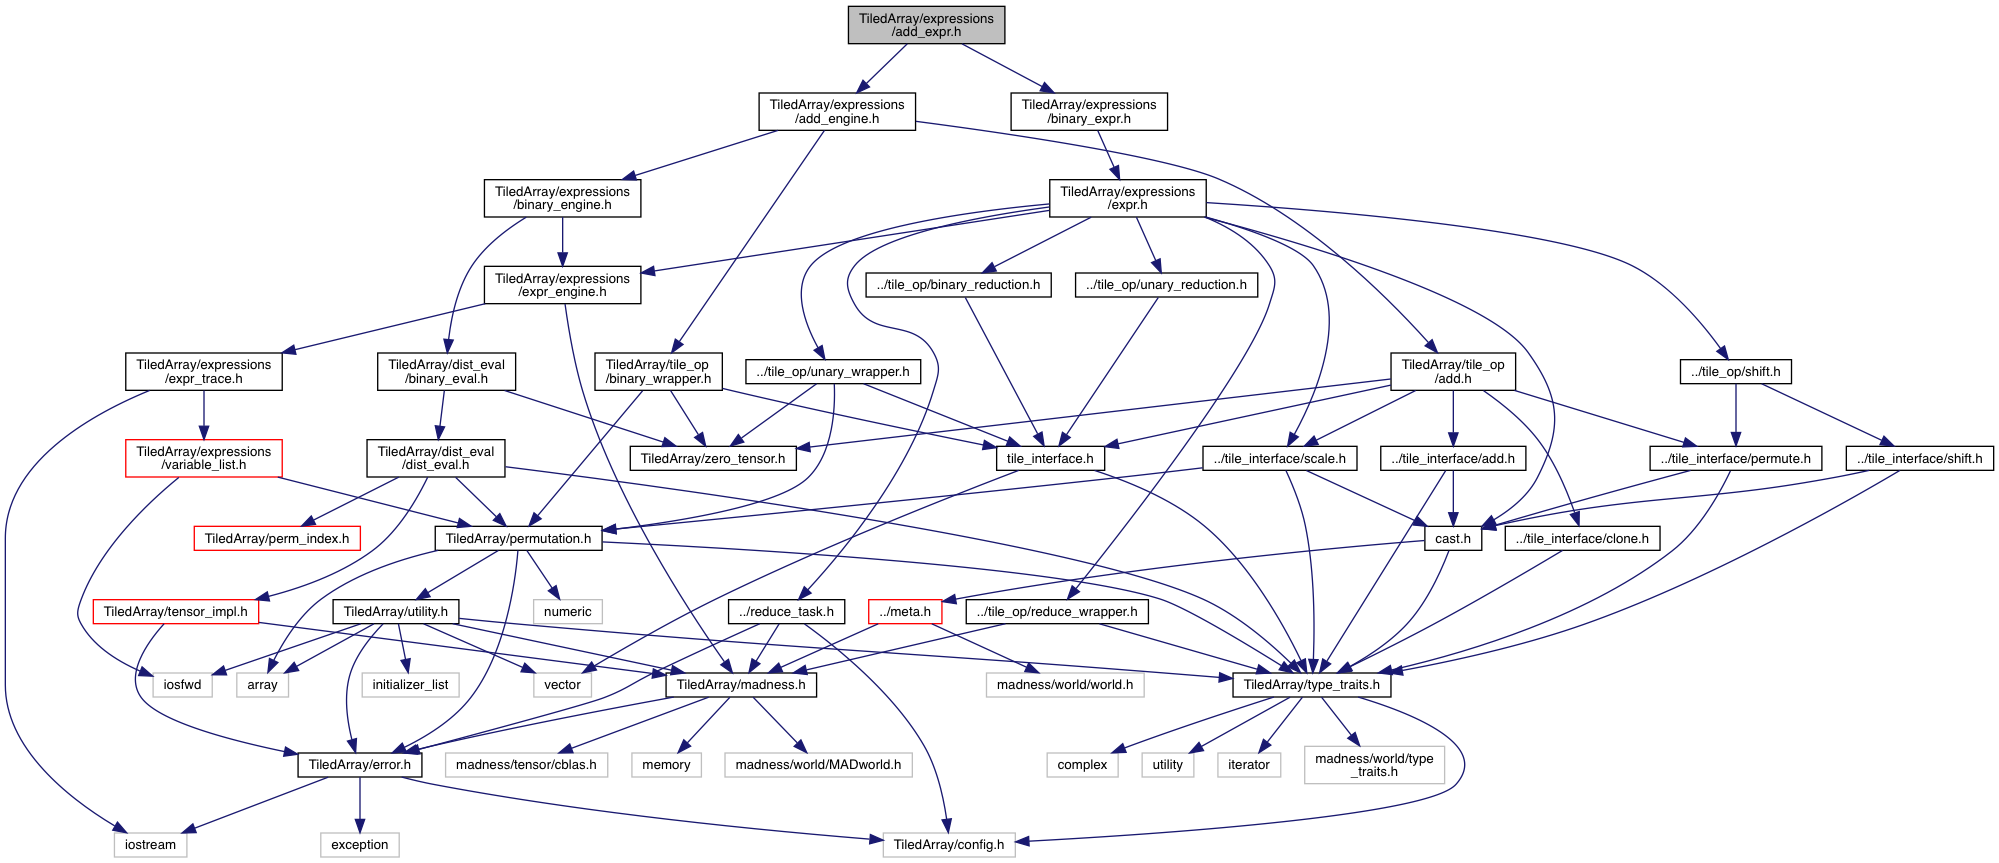 TiledArray/expressions
/add_expr.h
TiledArray/expressions
/add_engine.h
TiledArray/expressions
/binary_expr.h
TiledArray/expressions
/binary_engine.h
TiledArray/expressions
/expr.h
TiledArray/expressions
/expr_engine.h
../tile_op/binary_reduction.h
../tile_op/unary_reduction.h
TiledArray/expressions
/expr_trace.h
TiledArray/dist_eval
/binary_eval.h
TiledArray/tile_op
/binary_wrapper.h
../tile_op/unary_wrapper.h
TiledArray/tile_op
/add.h
../tile_op/shift.h
TiledArray/expressions
/variable_list.h
TiledArray/dist_eval
/dist_eval.h
TiledArray/zero_tensor.h
tile_interface.h
../tile_interface/scale.h
../tile_interface/add.h
../tile_interface/permute.h
../tile_interface/shift.h
TiledArray/perm_index.h
TiledArray/permutation.h
cast.h
../tile_interface/clone.h
TiledArray/tensor_impl.h
TiledArray/utility.h
numeric
../reduce_task.h
../meta.h
../tile_op/reduce_wrapper.h
iosfwd
array
initializer_list
vector
TiledArray/madness.h
madness/world/world.h
TiledArray/type_traits.h
TiledArray/error.h
madness/tensor/cblas.h
memory
madness/world/MADworld.h
complex
utility
iterator
madness/world/type
_traits.h
iostream
exception
TiledArray/config.h